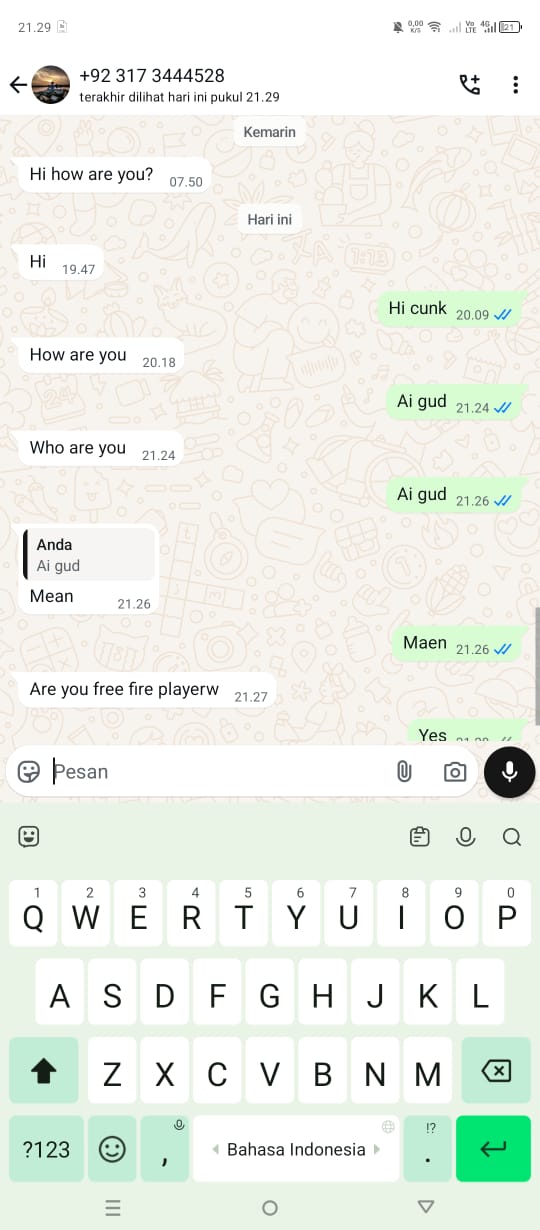 21.29
0,00
K/S
Vo
LTE
4G
21
+92 317 3444528
terakhir dilihat hari ini pukul 21.29
Kemarin
Hi how are you? 07.50
Hari ini
Hi 19.47
Hi cunk 20.09
How are you 20.18
Ai gud 21.24
Who are you 21.24
Ai gud 21.26
Anda
Ai gud
Mean 21.26
Maen 21.26
Are you free fire playerw 21.27
Yes
Pesan
1 2 3 4 5 6 7 8 9 0
Q W E R T Y U I O P
A S D F G H J K L
Z X C V B N M
!?
?123 , Bahasa Indonesia .